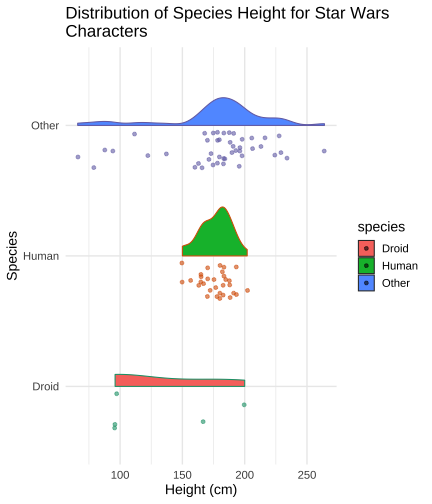 Distribution of Species Height for Star Wars
Characters
Other
Human
Droid
Species
100 150 200 250
Height (cm)
species
Droid
Human
Other